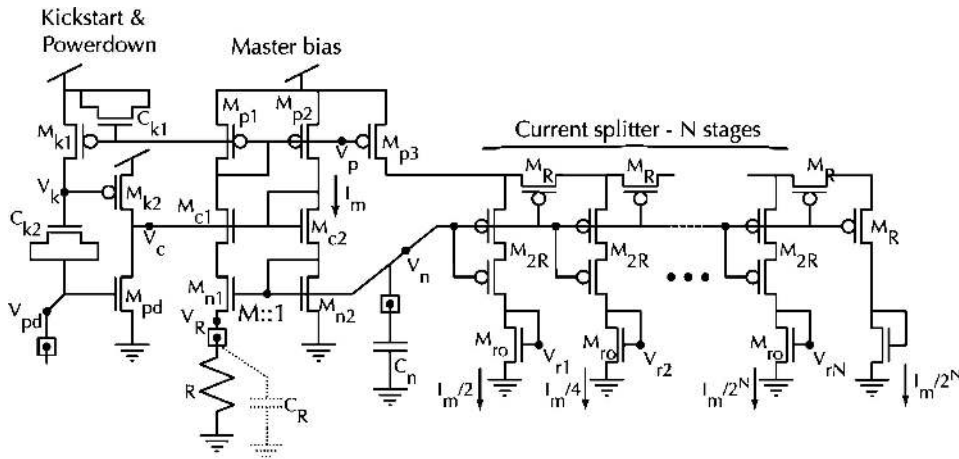 Kickstart &
Powerdown
Master bias
Current splitter - N stages
M_k1
C_k1
M_p1
M_p2
V_p
M_p3
M_R
M_R
M_R
V_k
M_k2
I_m
C_k2
V_c
M_c1
M_c2
V_n
M_2R
M_2R
M_2R
M_R
V_pd
M_pd
M_n1
M::1
M_n2
V_R
R
C_R
C_n
M_ro
V_r1
M_ro
V_r2
M_ro
V_rN
I_m/2
I_m/4
I_m/2^N
I_m/2^N